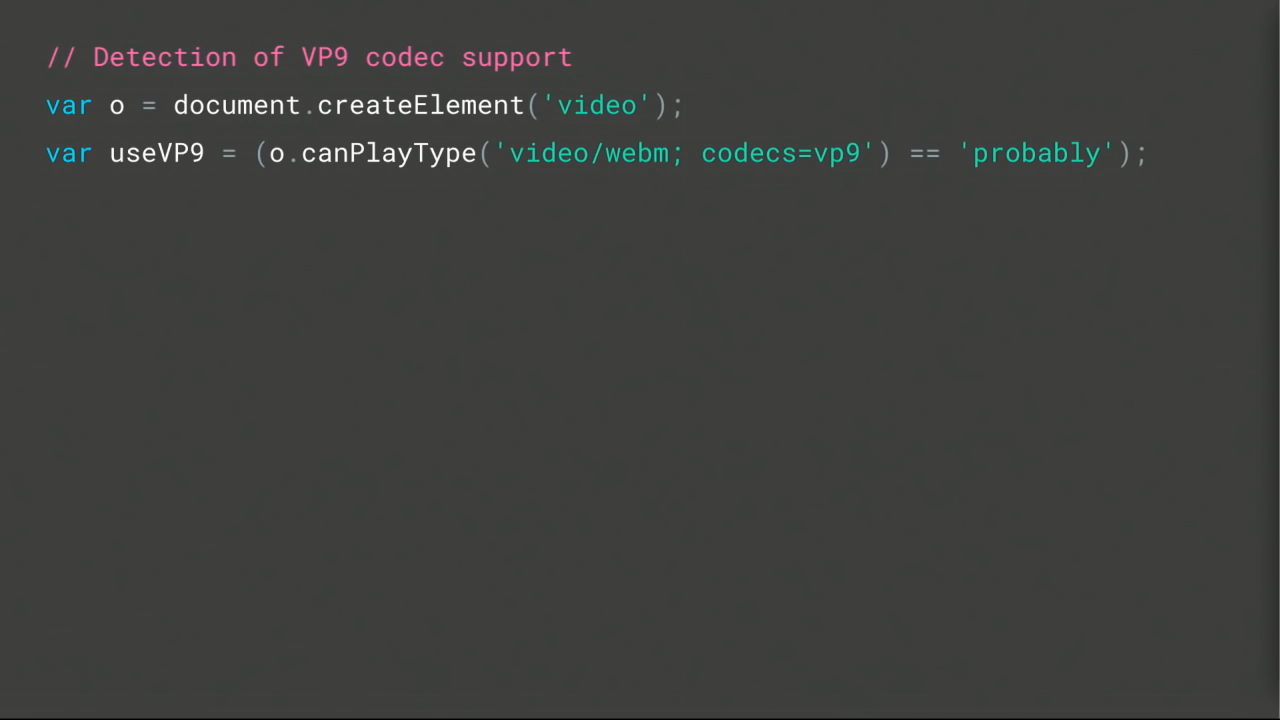 // Detection of VP9 codec support
var o = document.createElement('video');
var useVP9 = (o.canPlayType('video/webm; codecs=vp9') == 'probably');